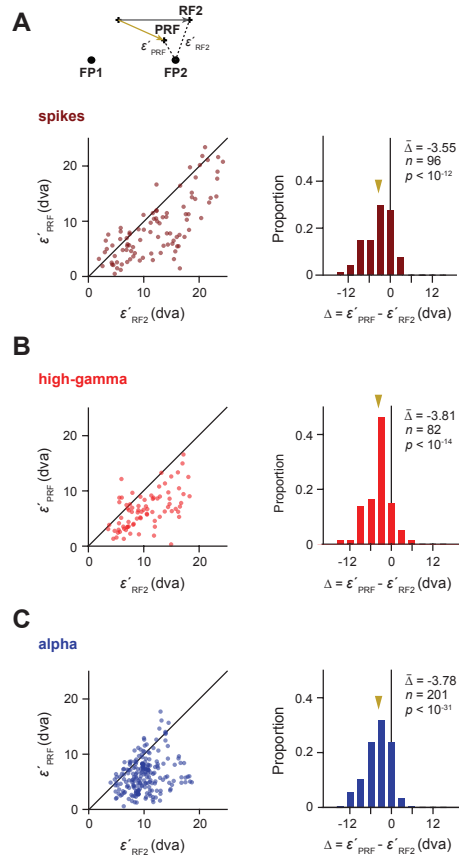 A
RF2
PRF
ε′PRF
ε′RF2
FP1
FP2
spikes
ε′PRF (dva)
20
10
0
0
10
20
ε′RF2 (dva)
Proportion
0.4
0.2
0
-12
0
12
Δ = ε′PRF - ε′RF2 (dva)
Δ̄ = -3.55
n = 96
p < 10-12
B
high-gamma
ε′PRF (dva)
20
10
0
0
10
20
ε′RF2 (dva)
Proportion
0.4
0.2
0
-12
0
12
Δ = ε′PRF - ε′RF2 (dva)
Δ̄ = -3.81
n = 82
p < 10-14
C
alpha
ε′PRF (dva)
20
10
0
0
10
20
ε′RF2 (dva)
Proportion
0.4
0.2
0
-12
0
12
Δ = ε′PRF - ε′RF2 (dva)
Δ̄ = -3.78
n = 201
p < 10-31